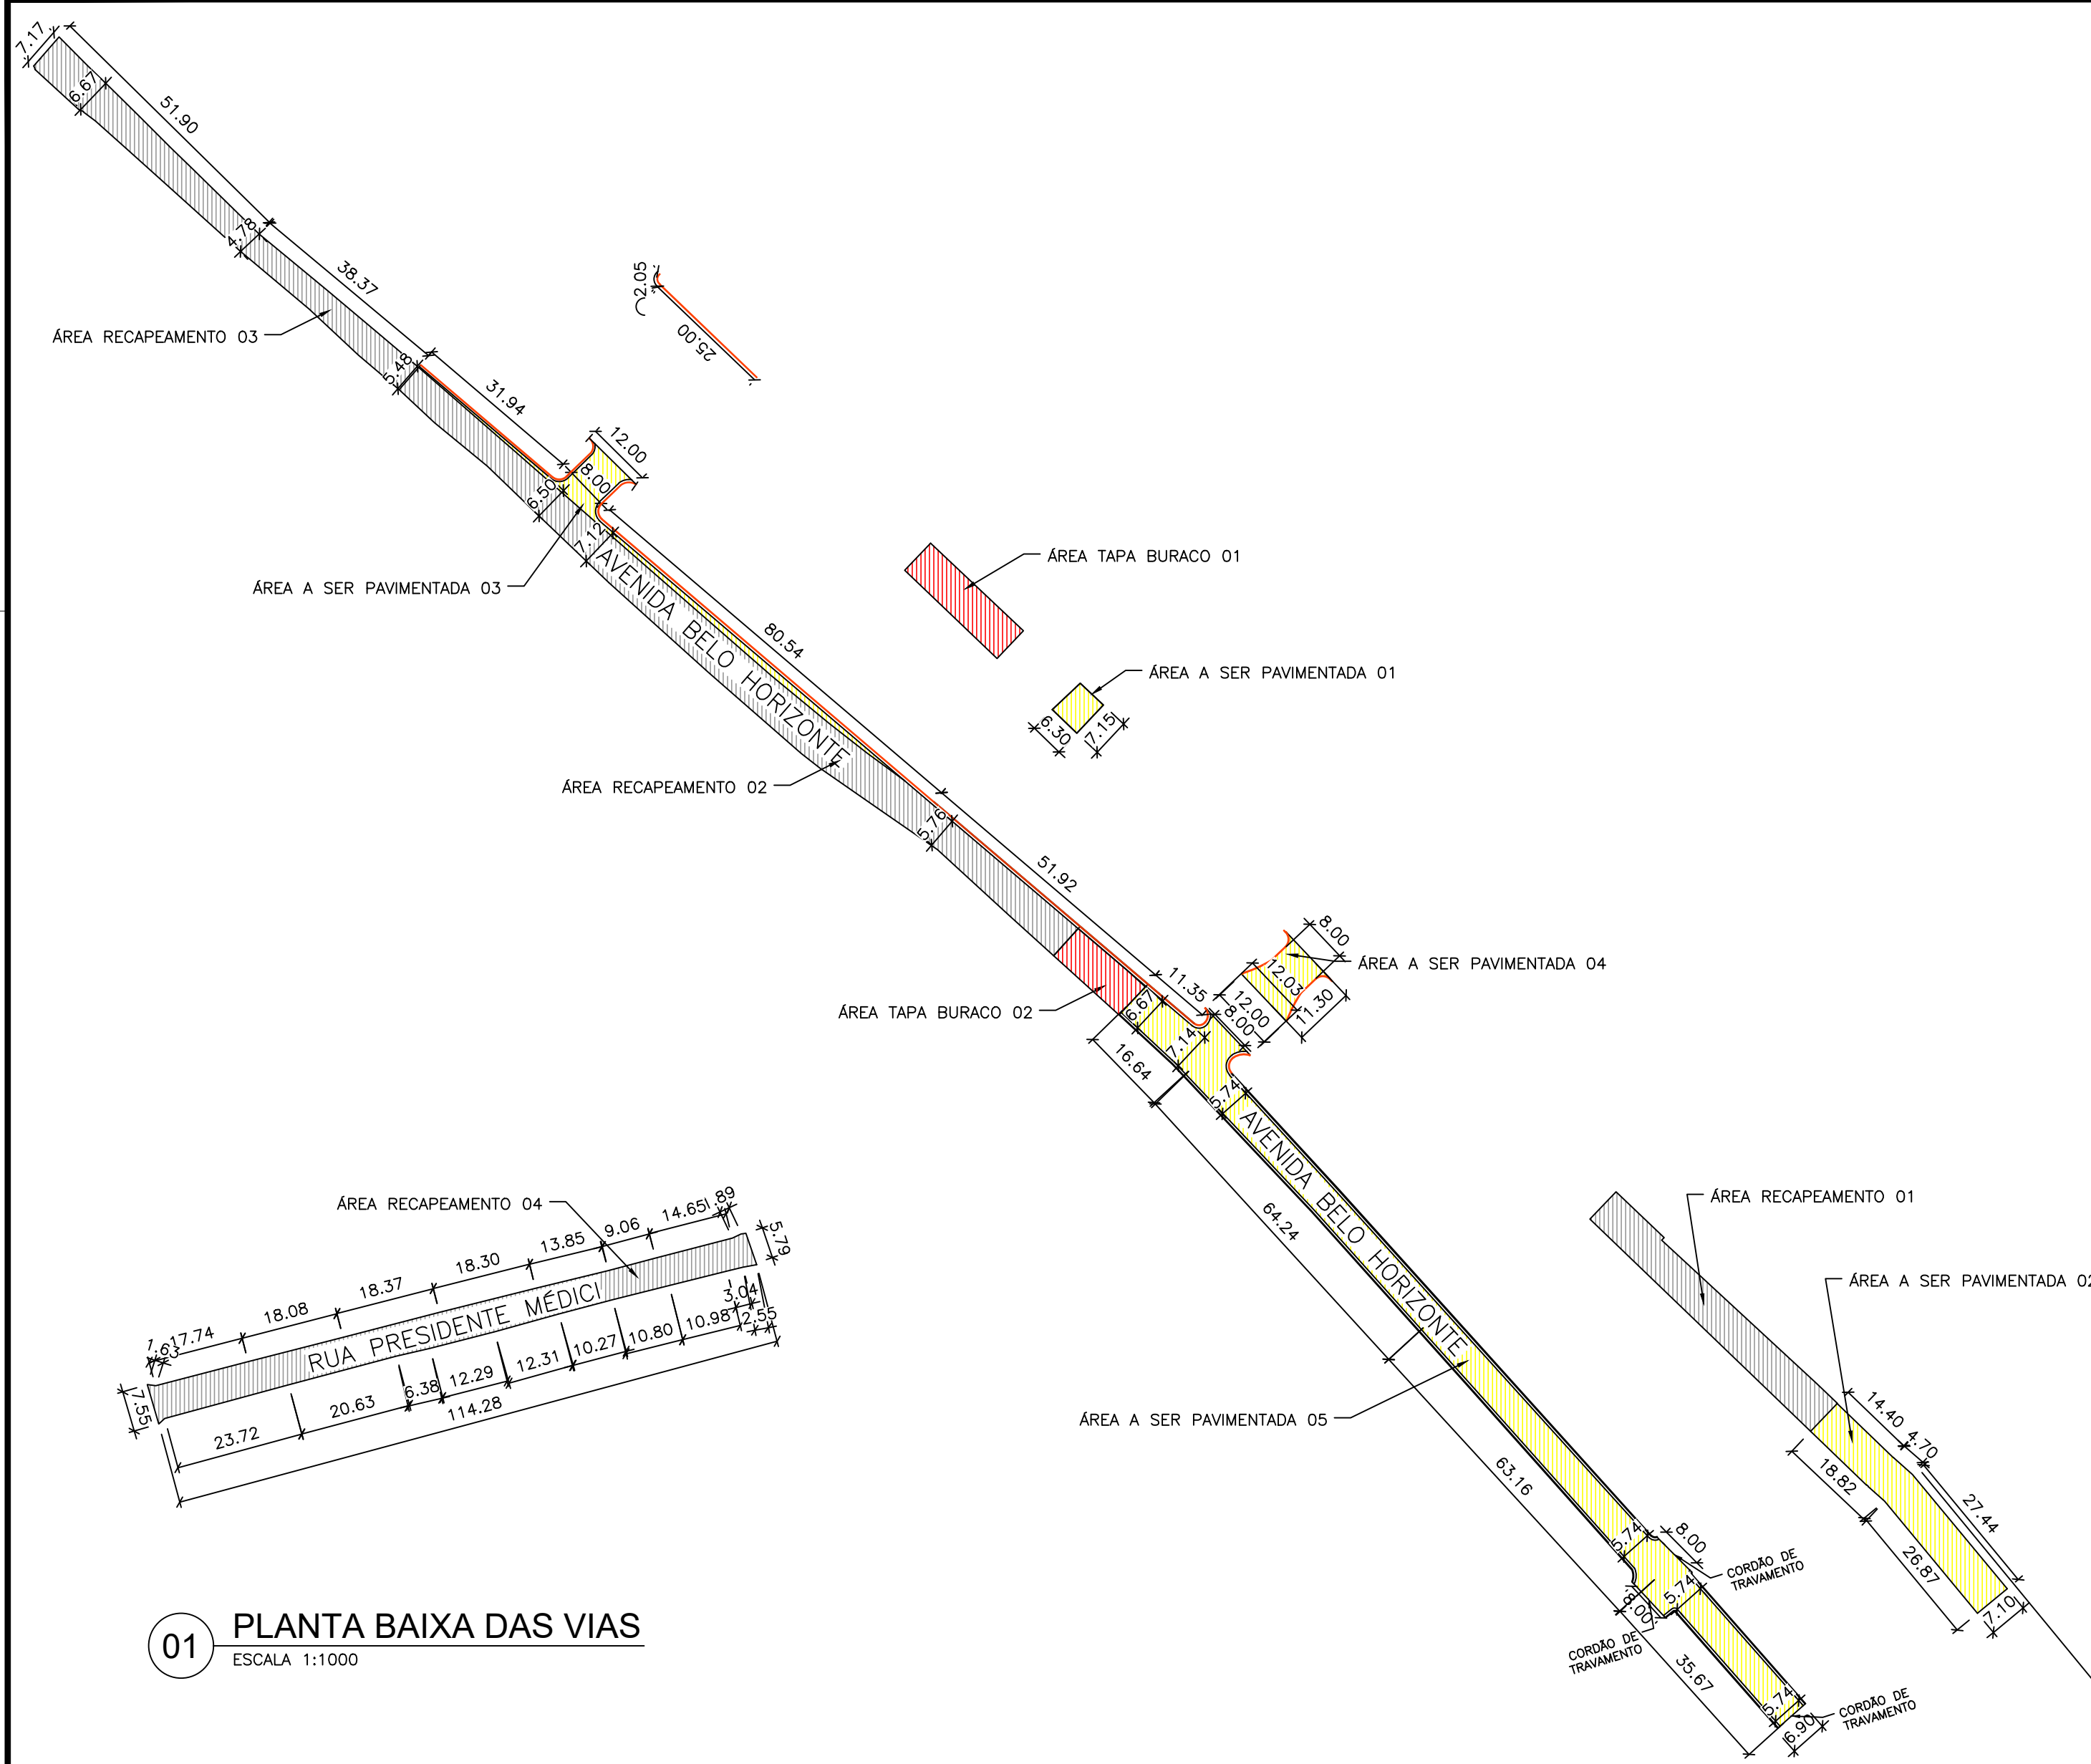 7.17
6.67
51.90
4.78
38.37
2.05
25.00
ÁREA RECAPEAMENTO 03
5.48
31.94
12.00
8.00
6.50
7.12
ÁREA A SER PAVIMENTADA 03
AVENIDA BELO HORIZONTE
ÁREA TAPA BURACO 01
80.54
ÁREA A SER PAVIMENTADA 01
6.30
7.15
ÁREA RECAPEAMENTO 02
5.76
51.92
8.00
ÁREA A SER PAVIMENTADA 04
12.03
11.30
12.00
11.35
8.00
6.67
ÁREA TAPA BURACO 02
7.14
16.64
5.74
AVENIDA BELO HORIZONTE
64.24
ÁREA RECAPEAMENTO 04
ÁREA RECAPEAMENTO 01
ÁREA A SER PAVIMENTADA 02
17.74
18.08
18.37
18.30
13.85
9.06
14.65
5.79
RUA PRESIDENTE MÉDICI
7.55
23.72
20.63
6.38
12.29
12.31
10.27
10.80
10.98
3.04
2.55
114.28
ÁREA A SER PAVIMENTADA 05
14.40
4.70
18.82
27.44
26.87
7.10
63.16
5.74
8.00
CORDÃO DE
TRAVAMENTO
5.74
8.00
CORDÃO DE
TRAVAMENTO
35.67
5.74
6.90
CORDÃO DE
TRAVAMENTO
01
PLANTA BAIXA DAS VIAS
ESCALA 1:1000